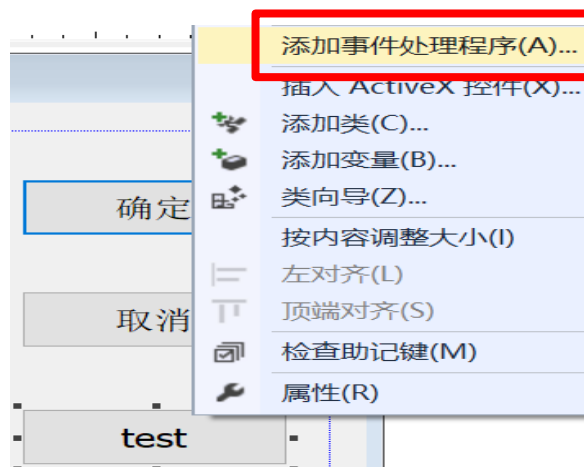 添加事件处理程序(A)...
插入 ActiveX 控件(X)...
添加类(C)...
添加变量(B)...
类向导(Z)...
按内容调整大小(I)
左对齐(L)
顶端对齐(S)
检查助记键(M)
属性(R)
确定
取消
test